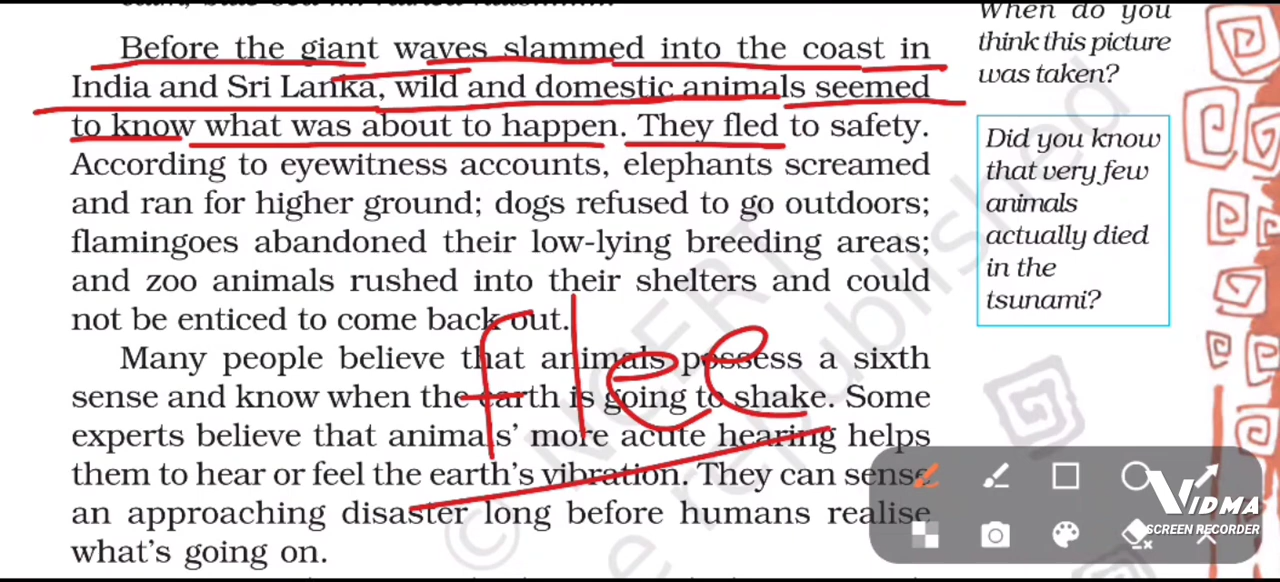 Before the giant waves slammed into the coast in
India and Sri Lanka, wild and domestic animals seemed
to know what was about to happen. They fled to safety.
According to eyewitness accounts, elephants screamed
and ran for higher ground; dogs refused to go outdoors;
flamingoes abandoned their low-lying breeding areas;
and zoo animals rushed into their shelters and could
not be enticed to come back out.
Many people believe that animals possess a sixth
sense and know when the earth is going to shake. Some
experts believe that animals' more acute hearing helps
them to hear or feel the earth's vibration. They can sense
an approaching disaster long before humans realise
what's going on.
flee
When do you
think this picture
was taken?
Did you know
that very few
animals
actually died
in the
tsunami?
© NCERT
be republished
VIDMA
SCREEN RECORDER